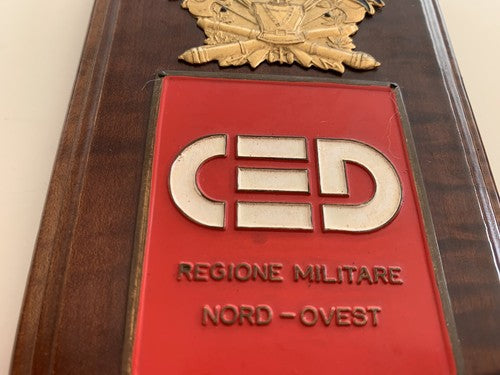 CED
REGIONE MILITARE
NORD - OVEST